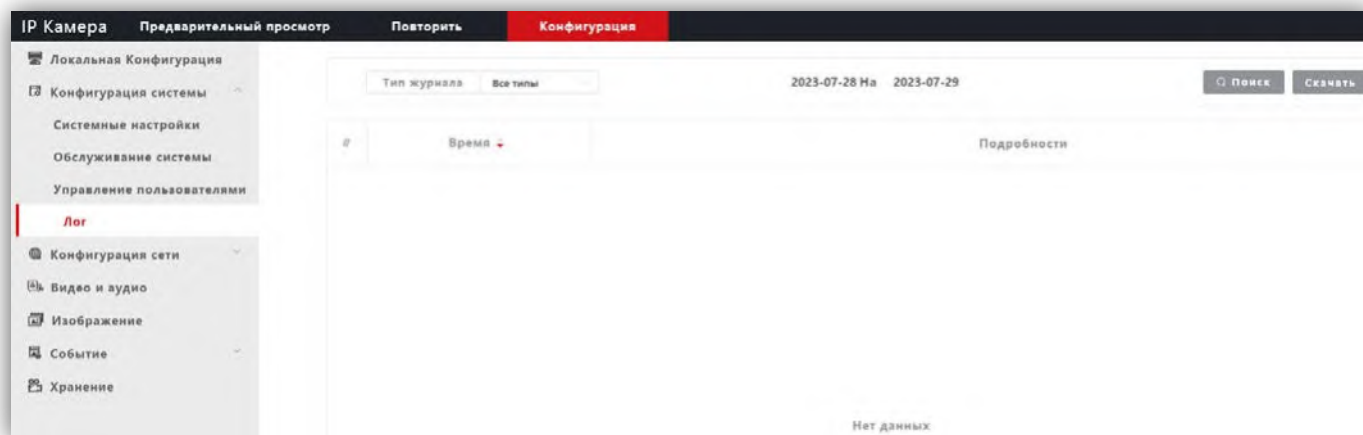 IP Камера Предварительный просмотр Повторить Конфигурация
Локальная Конфигурация
Тип журнала Все типы 2023-07-28 На 2023-07-29 Поиск Скачать
Конфигурация системы
Системные настройки
# Время Подробности
Обслуживание системы
Управление пользователями
Лог
Конфигурация сети
Видео и аудио
Изображение
Событие
Хранение
Нет данных